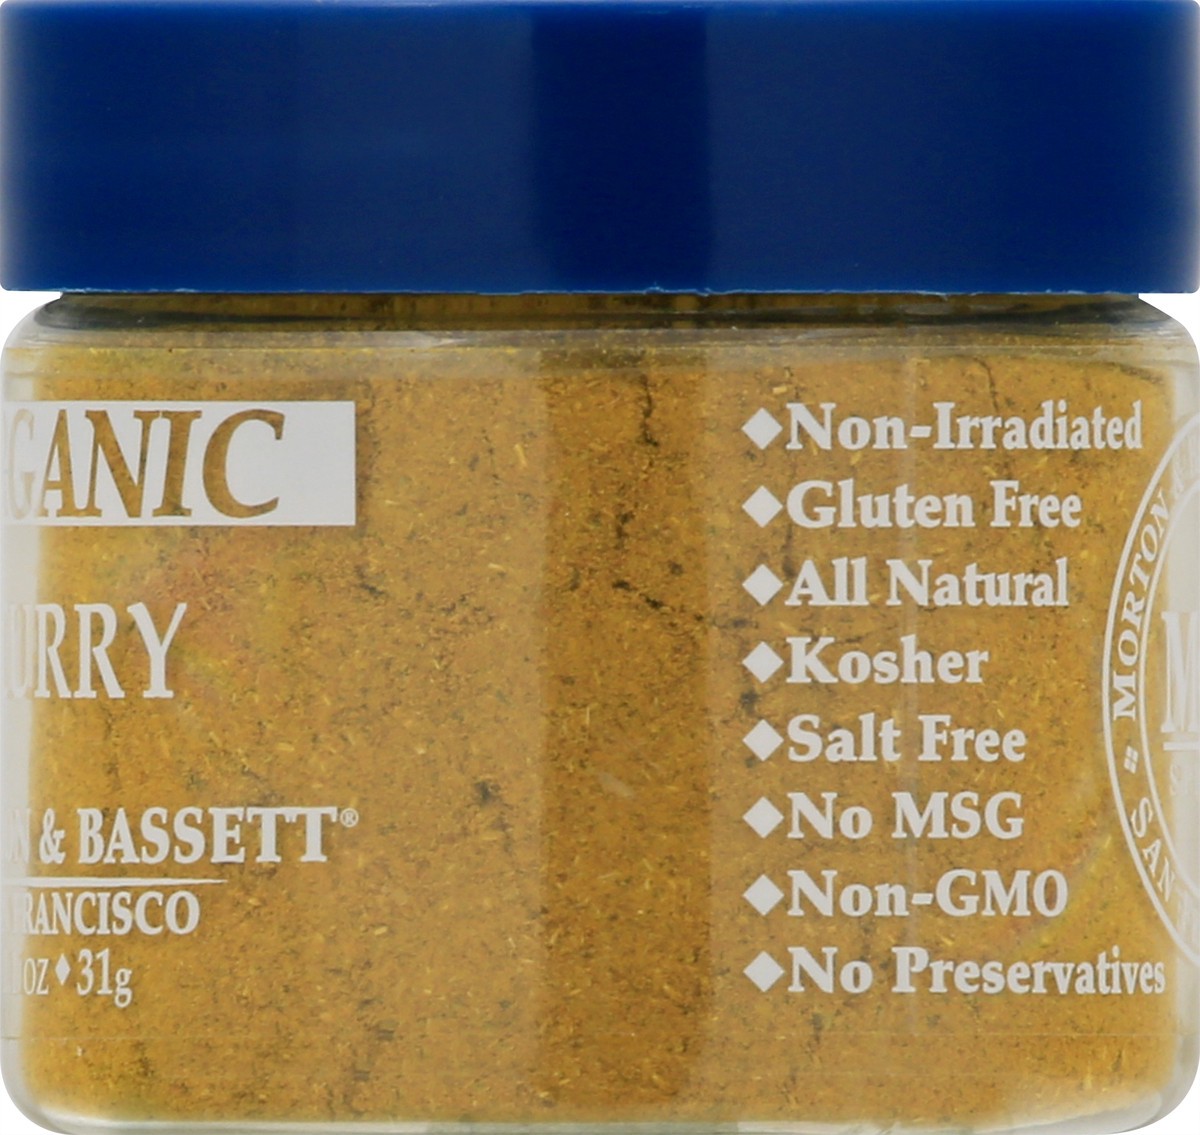 GANIC
URRY
N & BASSETT®
FRANCISCO
OZ ◆ 31g
◆Non-Irradiated
◆Gluten Free
◆All Natural
◆Kosher
◆Salt Free
◆No MSG
◆Non-GMO
◆No Preservatives
MORTON
SAN
M